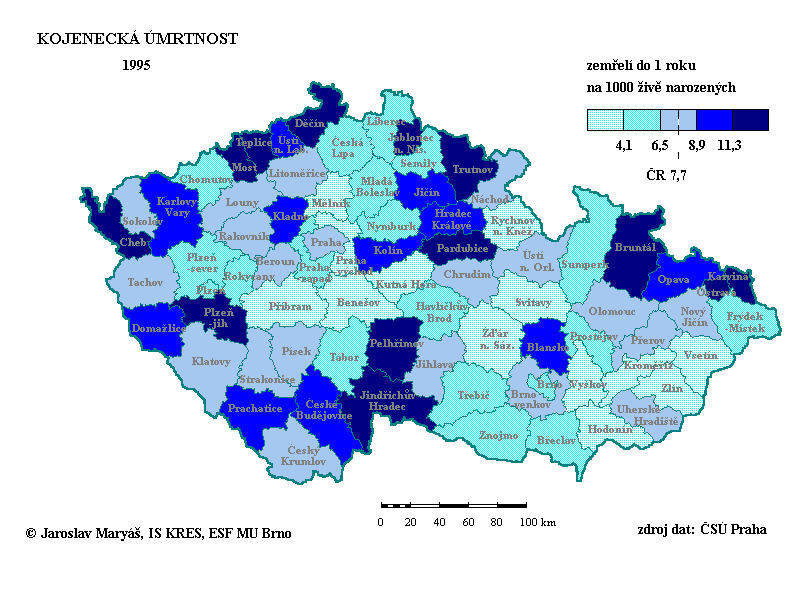 KOJENECKÁ ÚMRTNOST
1995
zemřelí do 1 roku
na 1000 živě narozených
4,1 6,5 8,9 11,3
ČR 7,7
Děčín
Liberec
Teplice
Ústí
n. Lab.
Česká
Lípa
Jablonec
n. Nis.
Most
Semily
Trutnov
Chomutov
Litoměřice
Mladá
Boleslav
Jičín
Náchod
Karlovy
Vary
Louny
Mělník
Sokolov
Kladno
Hradec
Králové
Rychnov
n. Kněž.
Cheb
Rakovník
Praha
Nymburk
Kolín
Pardubice
Bruntál
Plzeň
-sever
Beroun
Praha
-západ
Praha
-východ
Ústí
n. Orl.
Šumperk
Tachov
Rokycany
Kutná Hora
Chrudim
Opava
Karviná
Ostrava
Plzeň
Příbram
Benešov
Havlíčkův
Brod
Svitavy
Olomouc
Nový
Jičín
Frýdek
-Místek
Domažlice
Plzeň
-jih
Pelhřimov
Žďár
n. Sáz.
Blansko
Prostějov
Přerov
Klatovy
Písek
Tábor
Jihlava
Vsetín
Strakonice
Kroměříž
Prachatice
České
Budějovice
Jindřichův
Hradec
Třebíč
Brno
Brno
-venkov
Vyškov
Zlín
Uherské
Hradiště
Znojmo
Břeclav
Hodonín
Český
Krumlov
0 20 40 60 80 100 km
© Jaroslav Maryáš, IS KRES, ESF MU Brno
zdroj dat: ČSÚ Praha